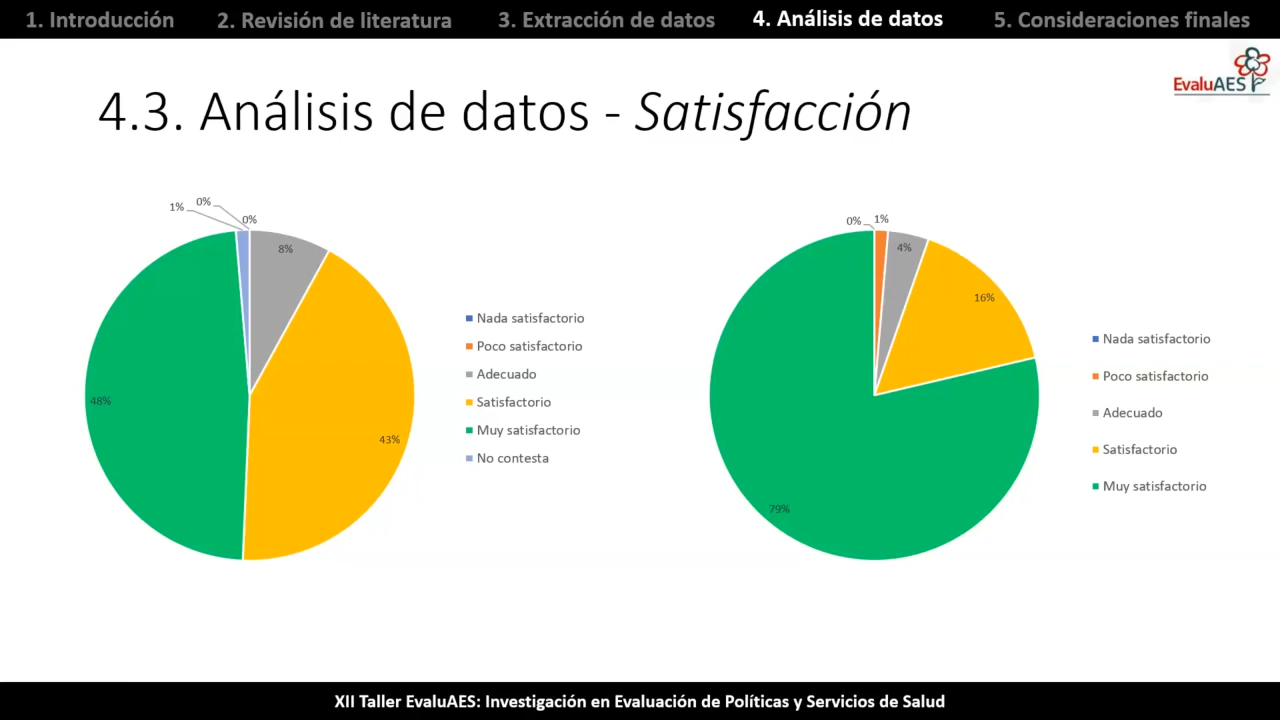 1. Introducción
2. Revisión de literatura
3. Extracción de datos
4. Análisis de datos
5. Consideraciones finales
EvaluAES
4.3. Análisis de datos - Satisfacción
1%
0%
0%
8%
48%
43%
Nada satisfactorio
Poco satisfactorio
Adecuado
Satisfactorio
Muy satisfactorio
No contesta
0%
1%
4%
16%
79%
Nada satisfactorio
Poco satisfactorio
Adecuado
Satisfactorio
Muy satisfactorio
XII Taller EvaluAES: Investigación en Evaluación de Políticas y Servicios de Salud